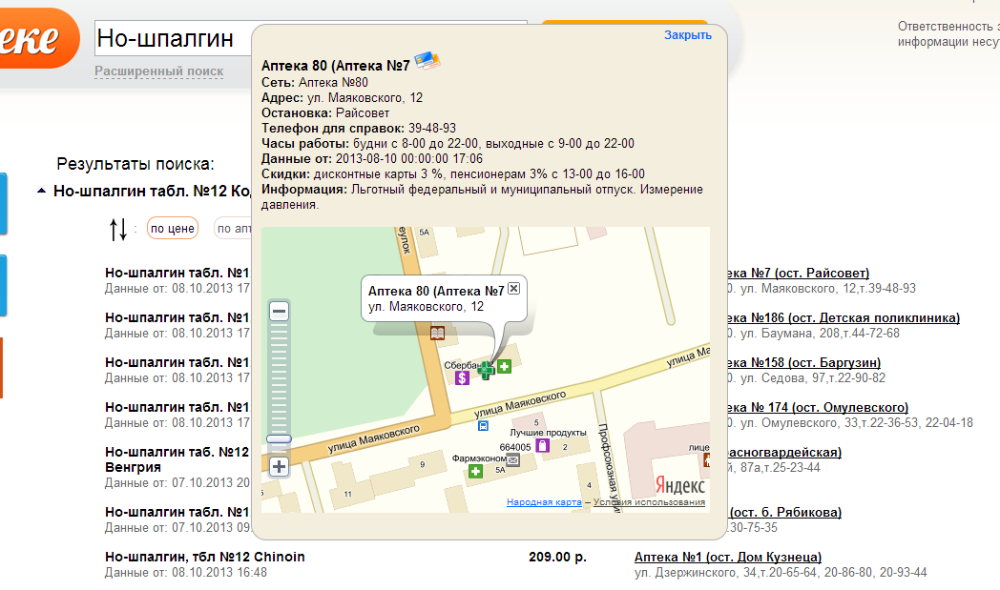 Ответственность з
информации несу
еке
Но-шпалгин
Расширенный поиск
Закрыть
Аптека 80 (Аптека №7
Сеть: Аптека №80
Адрес: ул. Маяковского, 12
Остановка: Райсовет
Телефон для справок: 39-48-93
Часы работы: будни с 8-00 до 22-00, выходные с 9-00 до 22-00
Данные от: 2013-08-10 00:00:00 17:06
Скидки: дисконтные карты 3 %, пенсионерам 3% с 13-00 до 16-00
Информация: Льготный федеральный и муниципальный отпуск. Измерение
давления.
Результаты поиска:
Но-шпалгин табл. №12 Ко
: по цене по апт
еулок
5А
Аптека 80 (Аптека №7
ул. Маяковского, 12
Сбербан
улица Ма
улица Маяковского
улица Маяковского
5
Лучшие продукты
664005
2
Фармэконом
5А
9
11
5
4
Профсоюзная ули
лице
Яндекс
Народная карта – Условия использования
Но-шпалгин табл. №1
Данные от: 08.10.2013 17
ека №7 (ост. Райсовет)
0. ул. Маяковского, 12,т.39-48-93
Но-шпалгин табл. №1
Данные от: 08.10.2013 17
ека №186 (ост. Детская поликлиника)
0. ул. Баумана, 208,т.44-72-68
Но-шпалгин табл. №1
Данные от: 08.10.2013 17
ека №158 (ост. Баргузин)
0. ул. Седова, 97,т.22-90-82
Но-шпалгин табл. №1
Данные от: 08.10.2013 17
ека № 174 (ост. Омулевского)
0. ул. Омулевского, 33,т.22-36-53, 22-04-18
Но-шпалгин таб. №12
Венгрия
Данные от: 07.10.2013 20
расногвардейская)
й, 87а,т.25-23-44
Но-шпалгин табл. №1
Данные от: 07.10.2013 09
(ост. б. Рябикова)
.30-75-35
Но-шпалгин, тбл №12 Chinoin 209.00 р. Аптека №1 (ост. Дом Кузнеца)
Данные от: 08.10.2013 16:48 ул. Дзержинского, 34,т.20-65-64, 20-86-80, 20-93-44